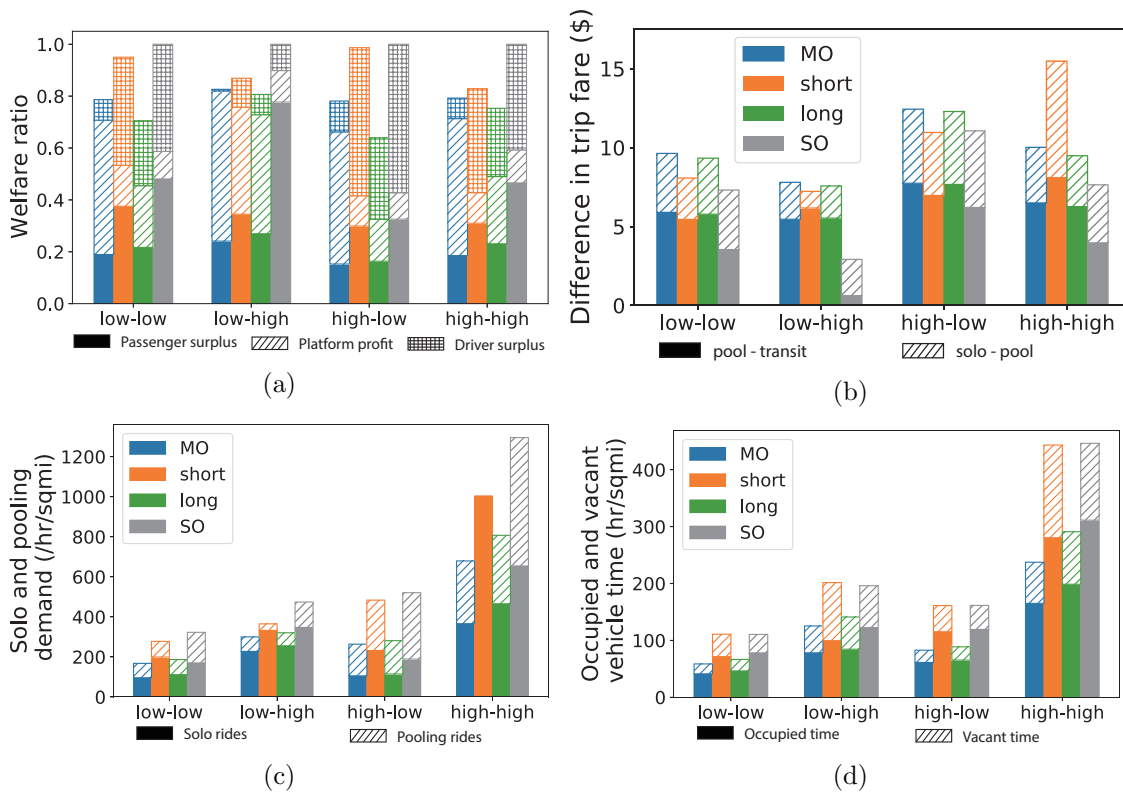 Welfare ratio
1.0
0.8
0.6
0.4
0.2
0.0
low-low
low-high
high-low
high-high
Passenger surplus
Platform profit
Driver surplus
(a)
Difference in trip fare ($)
15
10
5
0
MO
short
long
SO
low-low
low-high
high-low
high-high
pool - transit
solo - pool
(b)
Solo and pooling
demand (/hr/sqmi)
1200
1000
800
600
400
200
0
MO
short
long
SO
low-low
low-high
high-low
high-high
Solo rides
Pooling rides
(c)
Occupied and vacant
vehicle time (hr/sqmi)
400
300
200
100
0
MO
short
long
SO
low-low
low-high
high-low
high-high
Occupied time
Vacant time
(d)